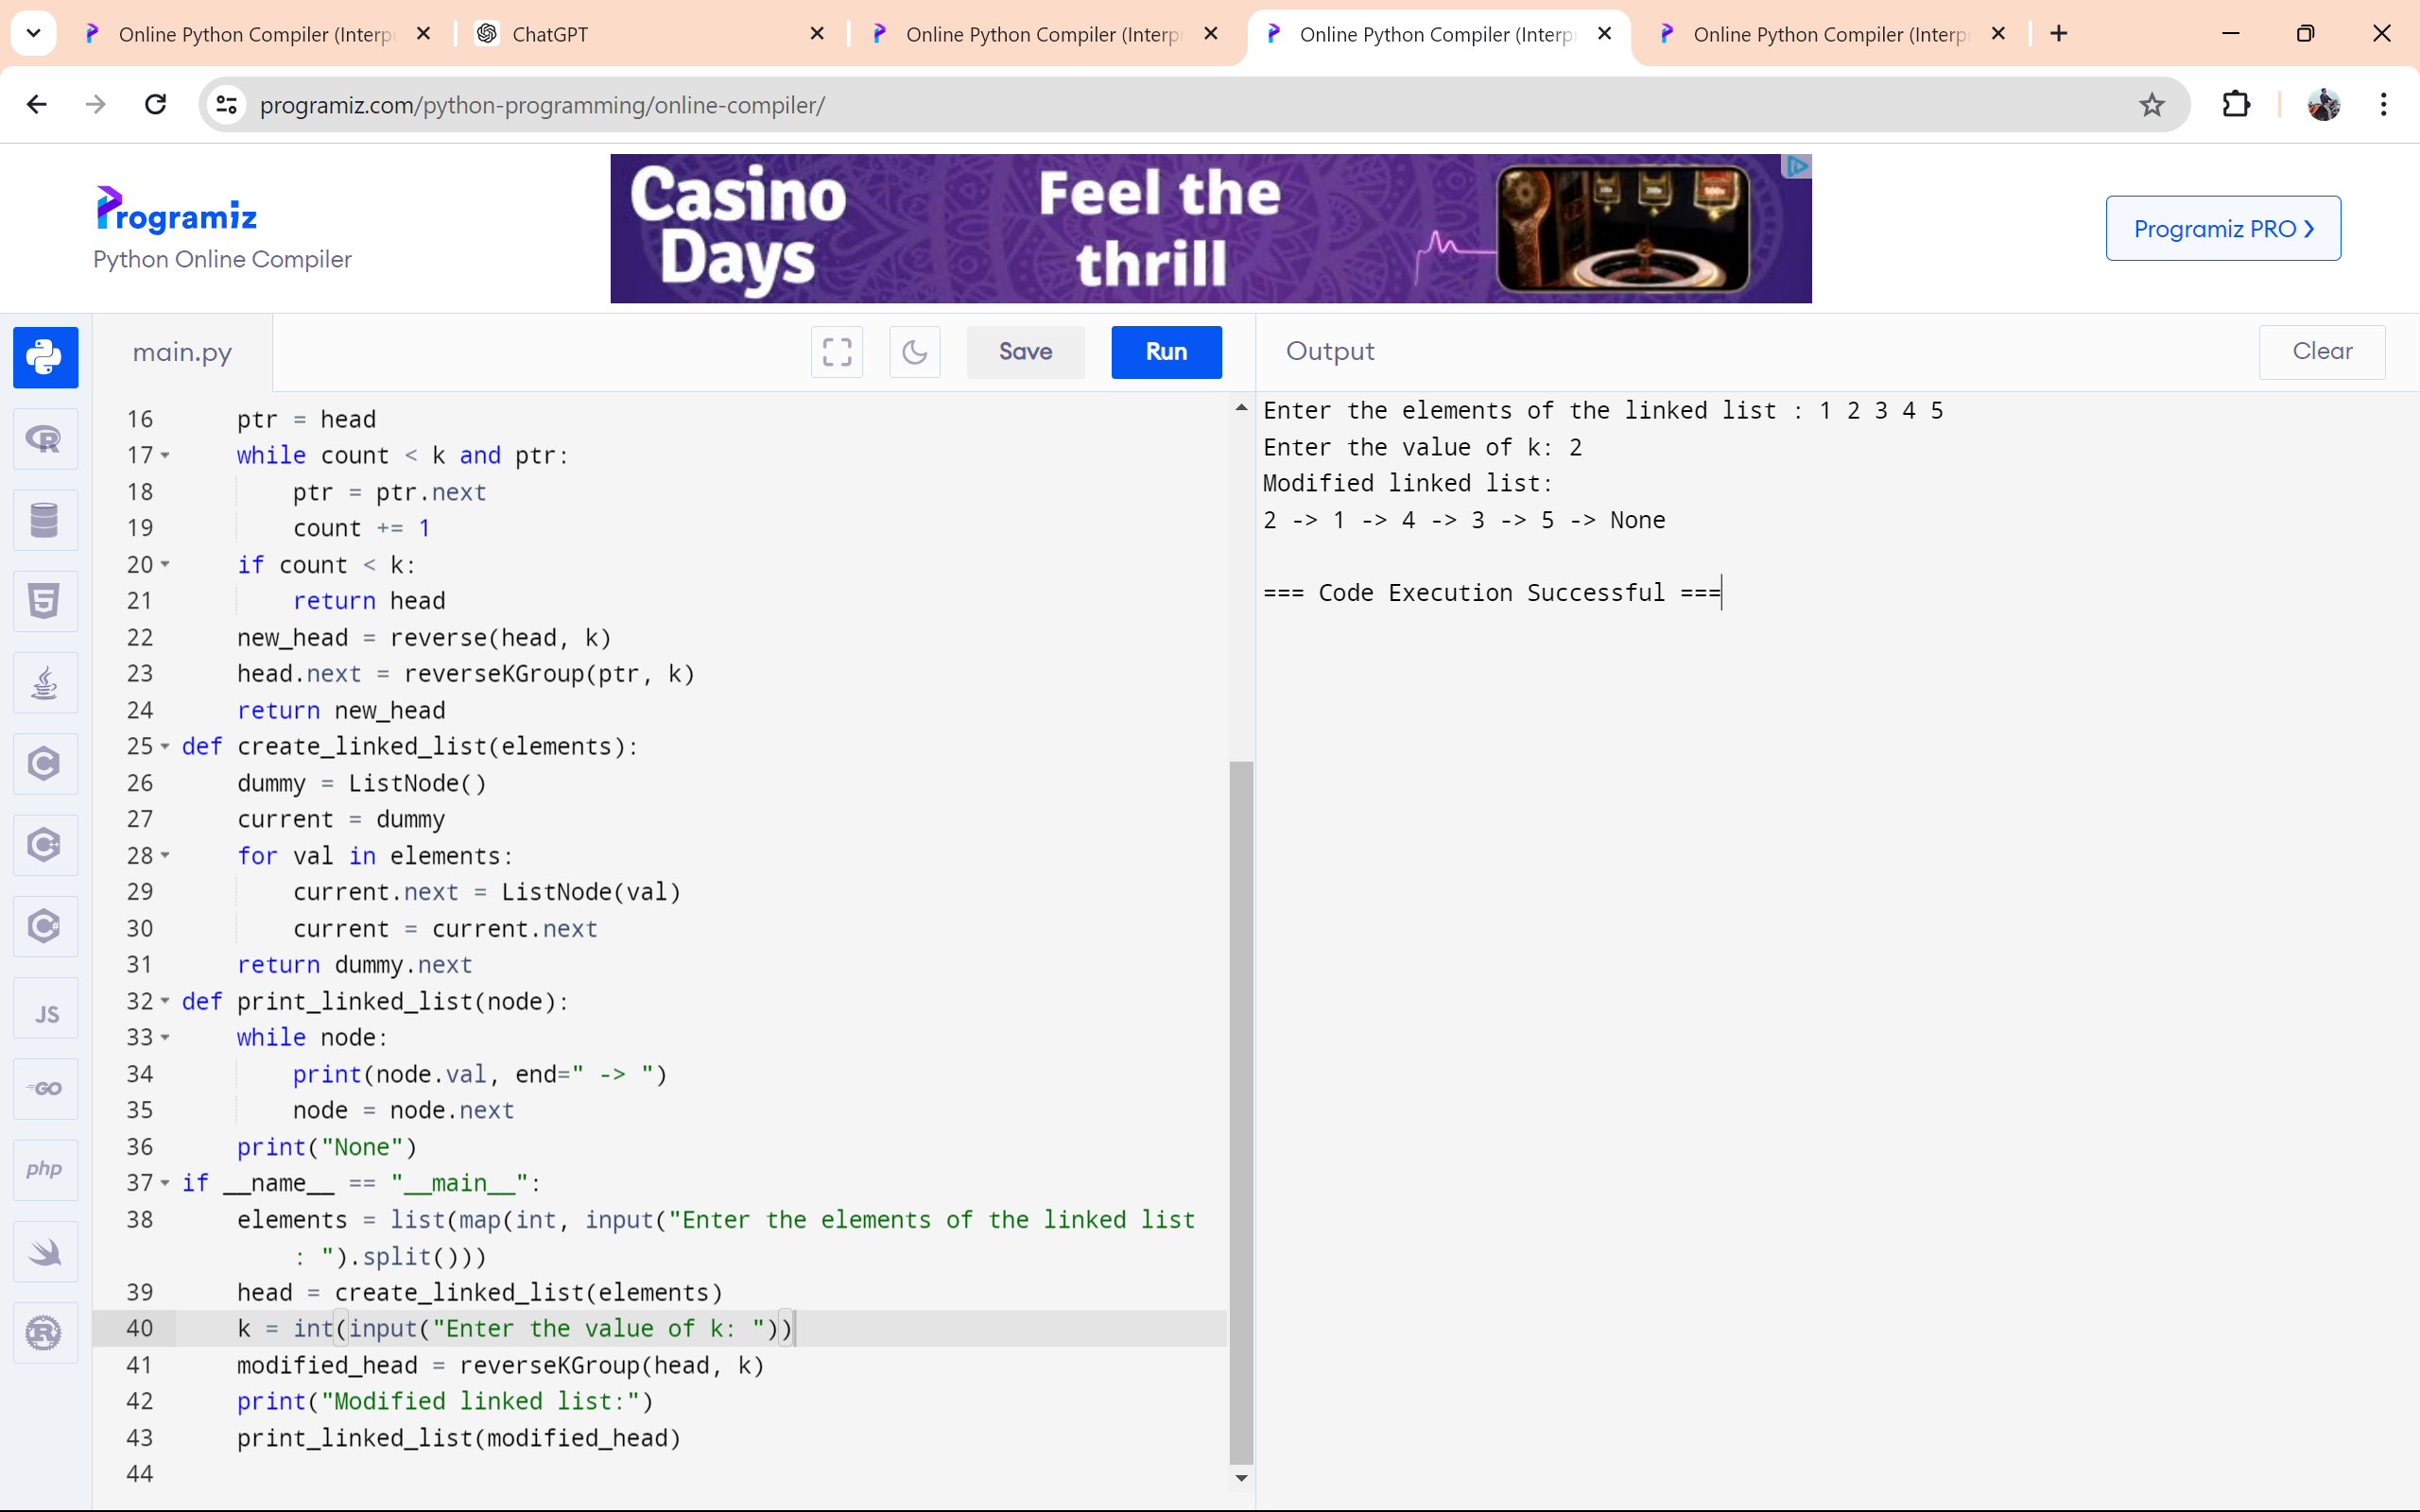 Online Python Compiler (Interp
ChatGPT
Online Python Compiler (Interp
Online Python Compiler (Interp
Online Python Compiler (Interp
programiz.com/python-programming/online-compiler/
Programiz
Python Online Compiler
Casino
Days
Feel the
thrill
Programiz PRO
main.py
Save
Run
Output
Clear
16 ptr = head
17 while count < k and ptr:
18 ptr = ptr.next
19 count += 1
20 if count < k:
21 return head
22 new_head = reverse(head, k)
23 head.next = reverseKGroup(ptr, k)
24 return new_head
25 def create_linked_list(elements):
26 dummy = ListNode()
27 current = dummy
28 for val in elements:
29 current.next = ListNode(val)
30 current = current.next
31 return dummy.next
32 def print_linked_list(node):
33 while node:
34 print(node.val, end=" -> ")
35 node = node.next
36 print("None")
37 if __name__ == "__main__":
38 elements = list(map(int, input("Enter the elements of the linked list
: ").split()))
39 head = create_linked_list(elements)
40 k = int(input("Enter the value of k: "))
41 modified_head = reverseKGroup(head, k)
42 print("Modified linked list:")
43 print_linked_list(modified_head)
44
Enter the elements of the linked list : 1 2 3 4 5
Enter the value of k: 2
Modified linked list:
2 -> 1 -> 4 -> 3 -> 5 -> None
=== Code Execution Successful ===
R
5
C
C++
C#
JS
GO
php
R